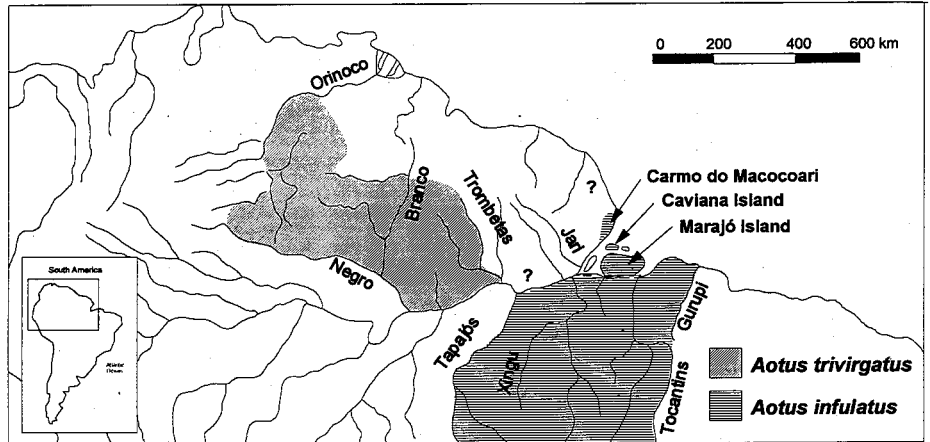 0 200 400 600 km
Orinoco
Branco
Trombetas
?
Jari
Carmo do Macocoari
Caviana Island
Marajó Island
Negro
?
South America
Tapajós
Xingu
Gurupi
Tocantins
Aotus trivirgatus
Aotus infulatus